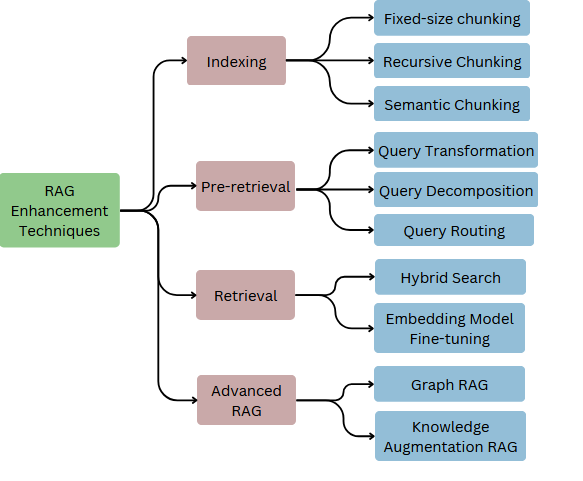 RAG
Enhancement
Techniques
Indexing
Fixed-size chunking
Recursive Chunking
Semantic Chunking
Pre-retrieval
Query Transformation
Query Decomposition
Query Routing
Retrieval
Hybrid Search
Embedding Model
Fine-tuning
Advanced
RAG
Graph RAG
Knowledge
Augmentation RAG